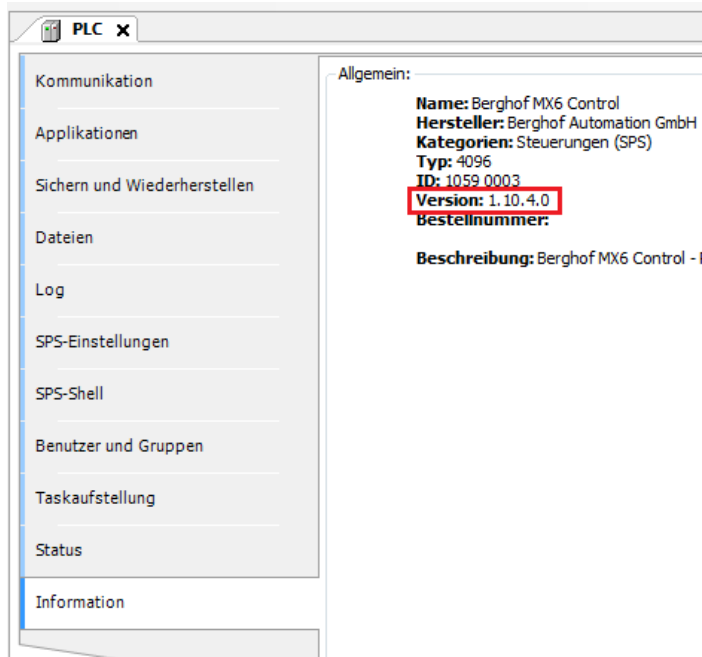 PLC
Kommunikation
Applikationen
Sichern und Wiederherstellen
Dateien
Log
SPS-Einstellungen
SPS-Shell
Benutzer und Gruppen
Taskaufstellung
Status
Information
Allgemein:
Name: Berghof MX6 Control
Hersteller: Berghof Automation GmbH
Kategorien: Steuerungen (SPS)
Typ: 4096
ID: 1059 0003
Version: 1.10.4.0
Bestellnummer:
Beschreibung: Berghof MX6 Control -